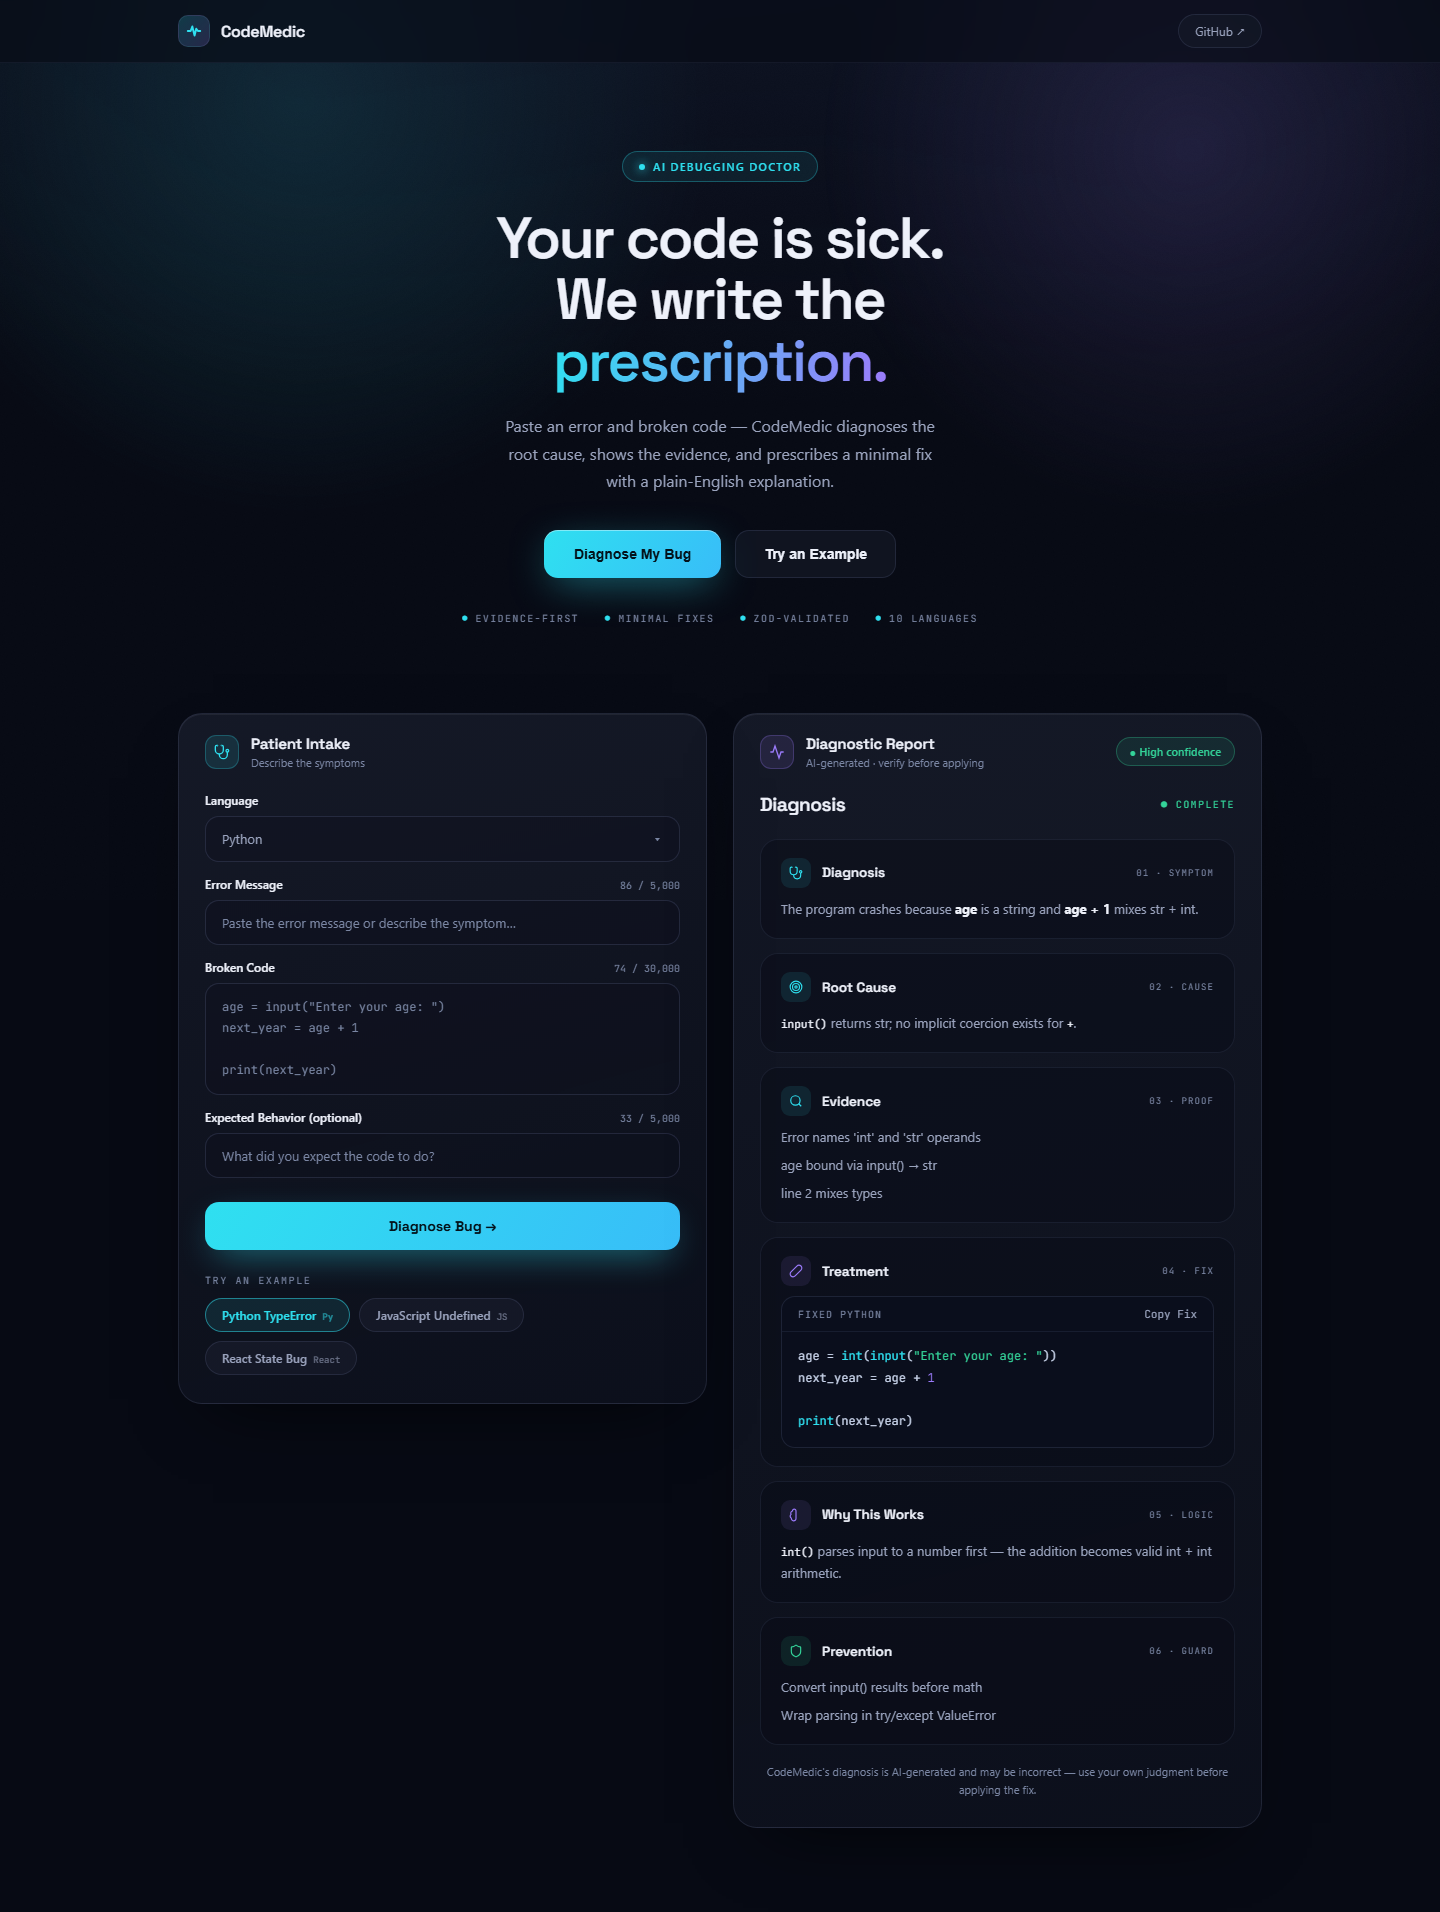 CodeMedic
GitHub ↗
AI DEBUGGING DOCTOR
Your code is sick.
We write the
prescription.
Paste an error and broken code — CodeMedic diagnoses the
root cause, shows the evidence, and prescribes a minimal fix
with a plain-English explanation.
Diagnose My Bug
Try an Example
EVIDENCE-FIRST
MINIMAL FIXES
ZOD-VALIDATED
10 LANGUAGES
Patient Intake
Describe the symptoms
Language
Python
Error Message
86 / 5,000
Paste the error message or describe the symptom...
Broken Code
74 / 30,000
age = input("Enter your age: ")
next_year = age + 1
print(next_year)
Expected Behavior (optional)
33 / 5,000
What did you expect the code to do?
Diagnose Bug →
TRY AN EXAMPLE
Python TypeError Py
JavaScript Undefined JS
React State Bug React
Diagnostic Report
AI-generated · verify before applying
● High confidence
Diagnosis
● COMPLETE
Diagnosis
01 · SYMPTOM
The program crashes because age is a string and age + 1 mixes str + int.
Root Cause
02 · CAUSE
input() returns str; no implicit coercion exists for +.
Evidence
03 · PROOF
Error names 'int' and 'str' operands
age bound via input() → str
line 2 mixes types
Treatment
04 · FIX
FIXED PYTHON
Copy Fix
age = int(input("Enter your age: "))
next_year = age + 1
print(next_year)
Why This Works
05 · LOGIC
int() parses input to a number first — the addition becomes valid int + int
arithmetic.
Prevention
06 · GUARD
Convert input() results before math
Wrap parsing in try/except ValueError
CodeMedic's diagnosis is AI-generated and may be incorrect — use your own judgment before
applying the fix.